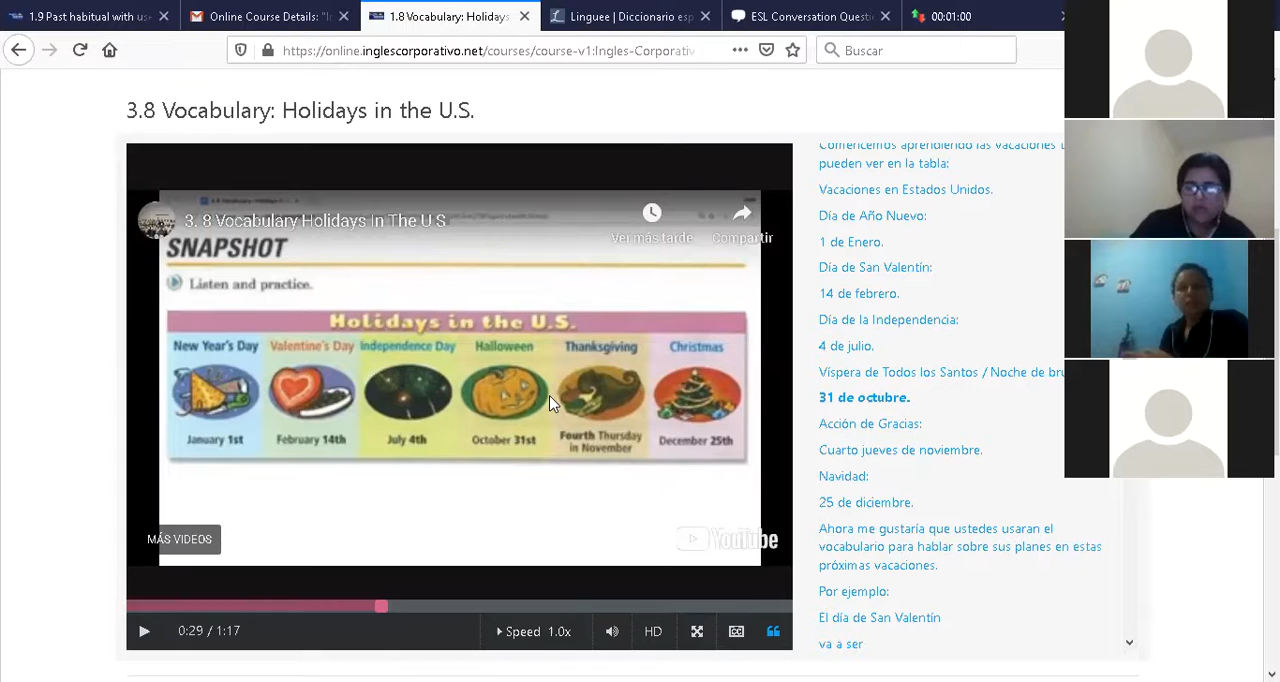 1.9 Past habitual with us
Online Course Details: "In
1.8 Vocabulary: Holidays
Linguee | Diccionario esp
ESL Conversation Questi
00:01:00
https://online.inglescorporativo.net/courses/course-v1:Ingles-Corporativ
Buscar
3.8 Vocabulary: Holidays in the U.S.
3. 8 Vocabulary Holidays In The U S
Ver más tarde
Compartir
SNAPSHOT
Listen and practice.
Holidays in the U.S.
New Year's Day
Valentine's Day
Independence Day
Halloween
Thanksgiving
Christmas
January 1st
February 14th
July 4th
October 31st
Fourth Thursday
in November
December 25th
MÁS VIDEOS
YouTube
0:29 / 1:17
Speed 1.0x
HD
Comencemos aprendiendo las vacaciones
pueden ver en la tabla:
Vacaciones en Estados Unidos.
Día de Año Nuevo:
1 de Enero.
Día de San Valentín:
14 de febrero.
Día de la Independencia:
4 de julio.
Víspera de Todos los Santos / Noche de bru
31 de octubre.
Acción de Gracias:
Cuarto jueves de noviembre.
Navidad:
25 de diciembre.
Ahora me gustaría que ustedes usaran el
vocabulario para hablar sobre sus planes en estas
próximas vacaciones.
Por ejemplo:
El día de San Valentín
va a ser